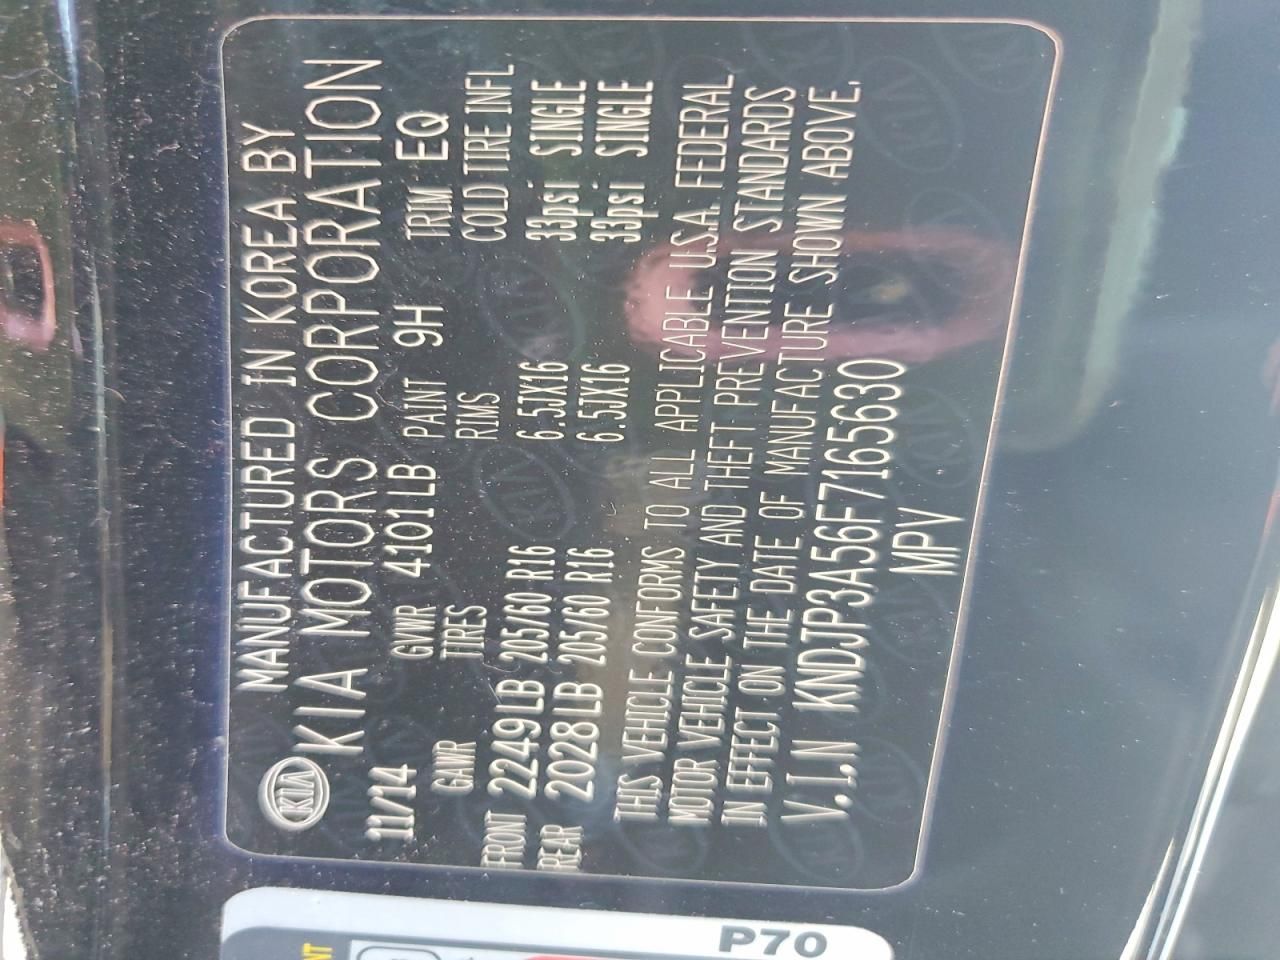 MANUFACTURED IN KOREA BY
KIA KIA MOTORS CORPORATION
11/14 GVWR 4101LB PAINT 9H TRIM EQ
GAWR TIRES RIMS COLD TIRE INFL
FRONT 2249LB 205/60 R16 6.5JX16 33psi SINGLE
REAR 2028LB 205/60 R16 6.5JX16 33psi SINGLE
THIS VEHICLE CONFORMS TO ALL APPLICABLE U.S.A. FEDERAL
MOTOR VEHICLE SAFETY AND THEFT PREVENTION STANDARDS
IN EFFECT ON THE DATE OF MANUFACTURE SHOWN ABOVE.
V.I.N KNDJP3A56F7165630
MPV
P70